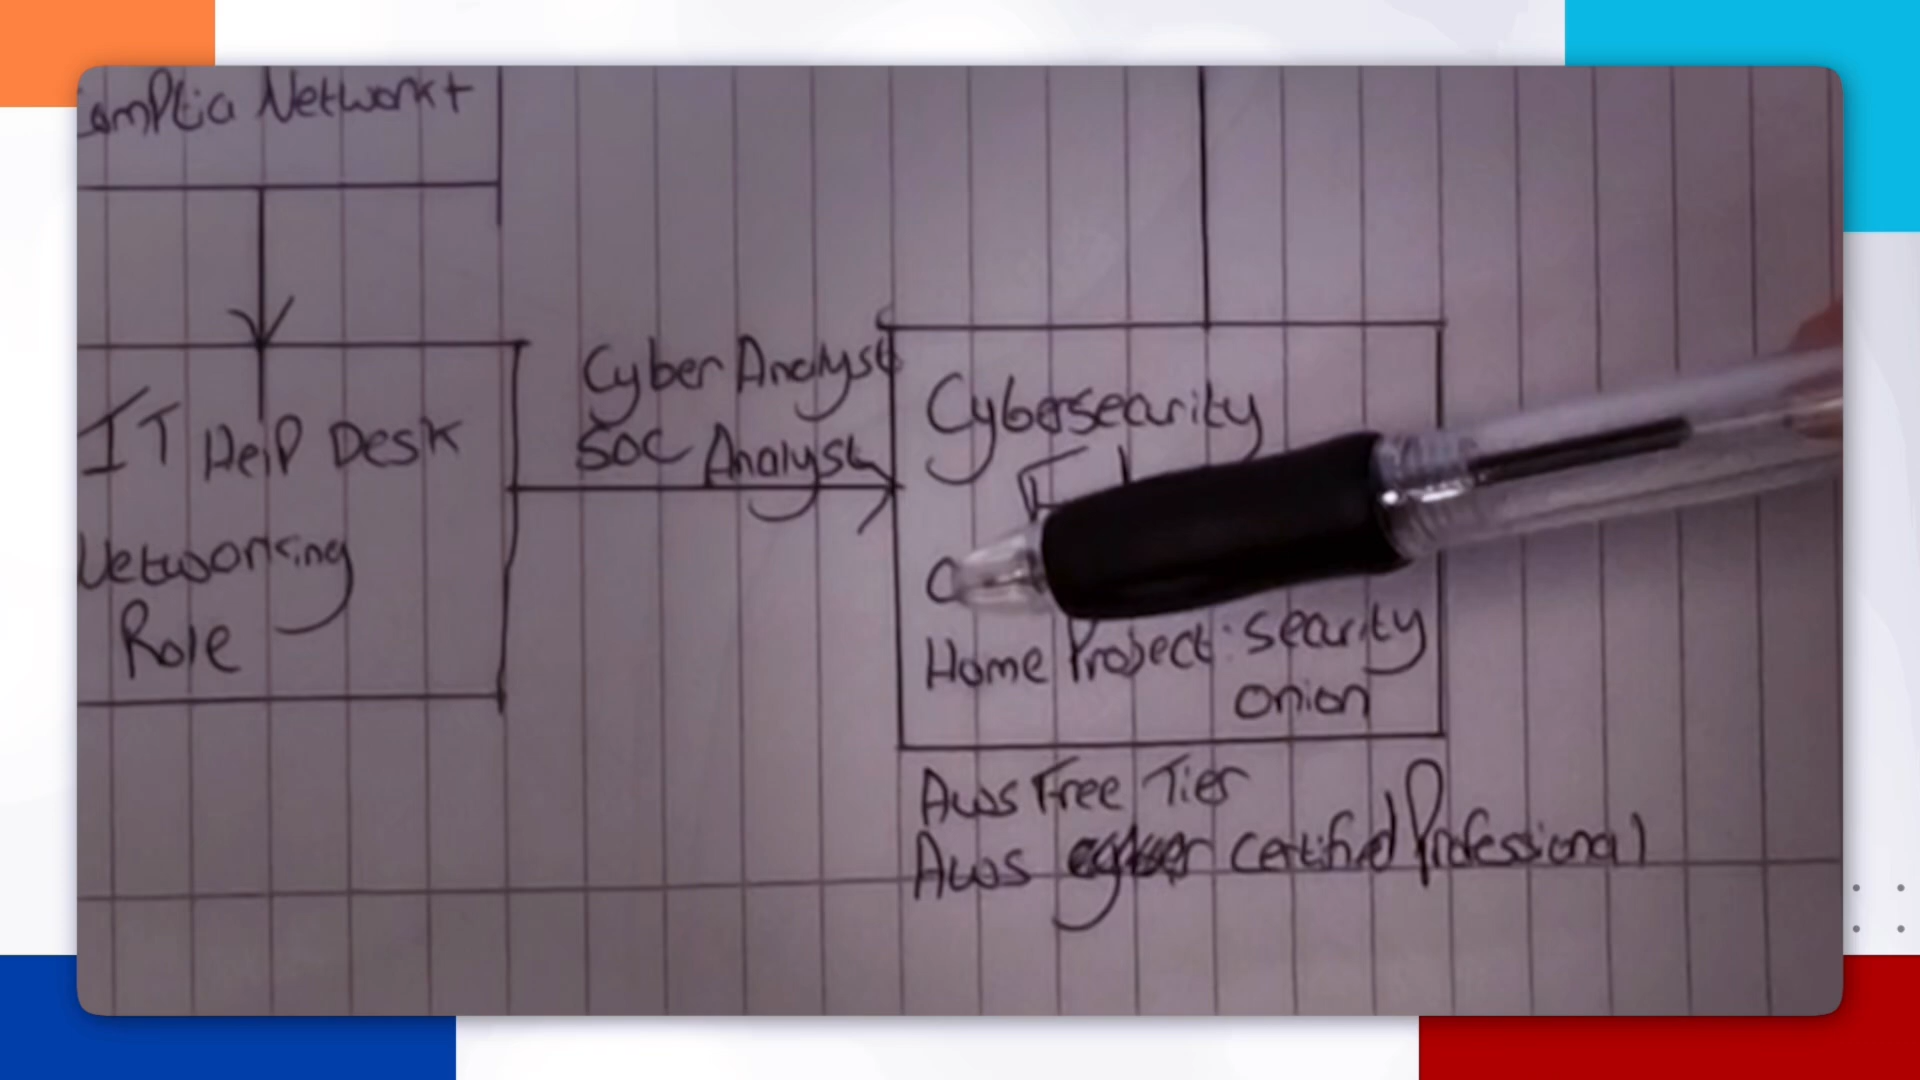 comptia Network+
IT Help Desk
Networking
Role
Cyber Analyst
SOC Analyst
Cybersecurity
Home Project: security
onion
Aws Free Tier
Aws certified Professional